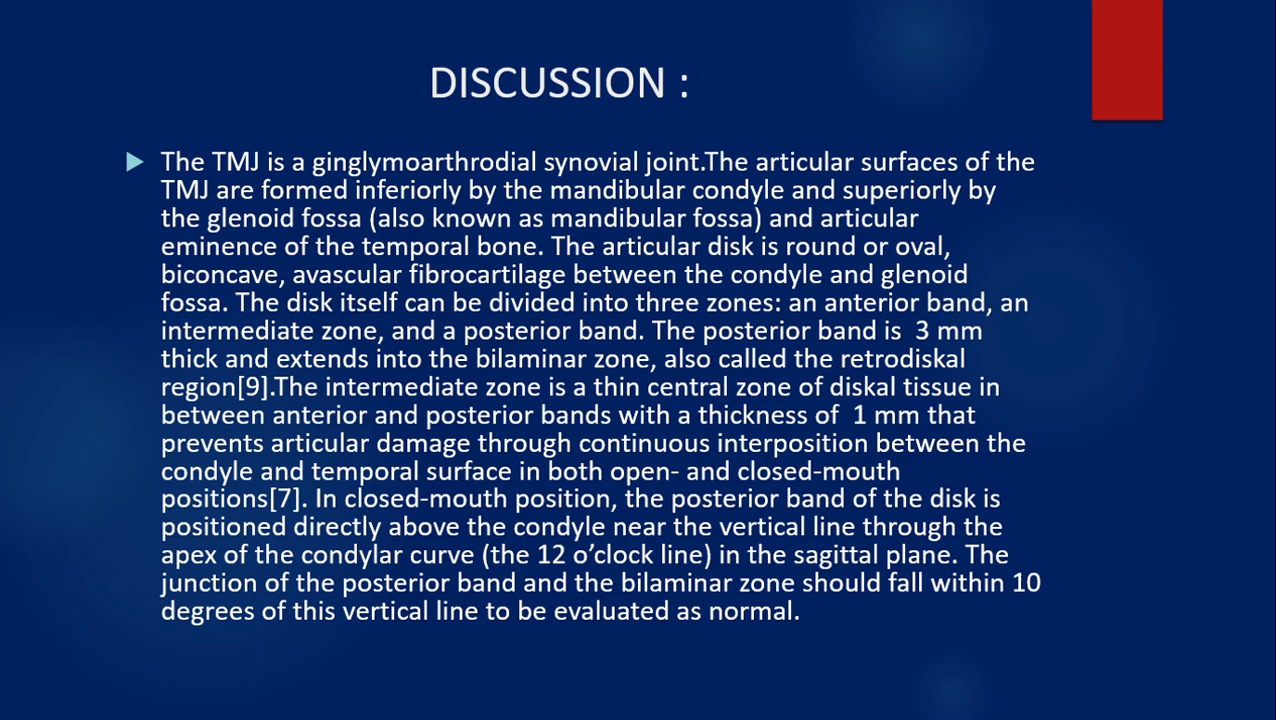 DISCUSSION :
The TMJ is a ginglymoarthrodial synovial joint.The articular surfaces of the
TMJ are formed inferiorly by the mandibular condyle and superiorly by
the glenoid fossa (also known as mandibular fossa) and articular
eminence of the temporal bone. The articular disk is round or oval,
biconcave, avascular fibrocartilage between the condyle and glenoid
fossa. The disk itself can be divided into three zones: an anterior band, an
intermediate zone, and a posterior band. The posterior band is  3 mm
thick and extends into the bilaminar zone, also called the retrodiskal
region[9].The intermediate zone is a thin central zone of diskal tissue in
between anterior and posterior bands with a thickness of  1 mm that
prevents articular damage through continuous interposition between the
condyle and temporal surface in both open- and closed-mouth
positions[7]. In closed-mouth position, the posterior band of the disk is
positioned directly above the condyle near the vertical line through the
apex of the condylar curve (the 12 o’clock line) in the sagittal plane. The
junction of the posterior band and the bilaminar zone should fall within 10
degrees of this vertical line to be evaluated as normal.